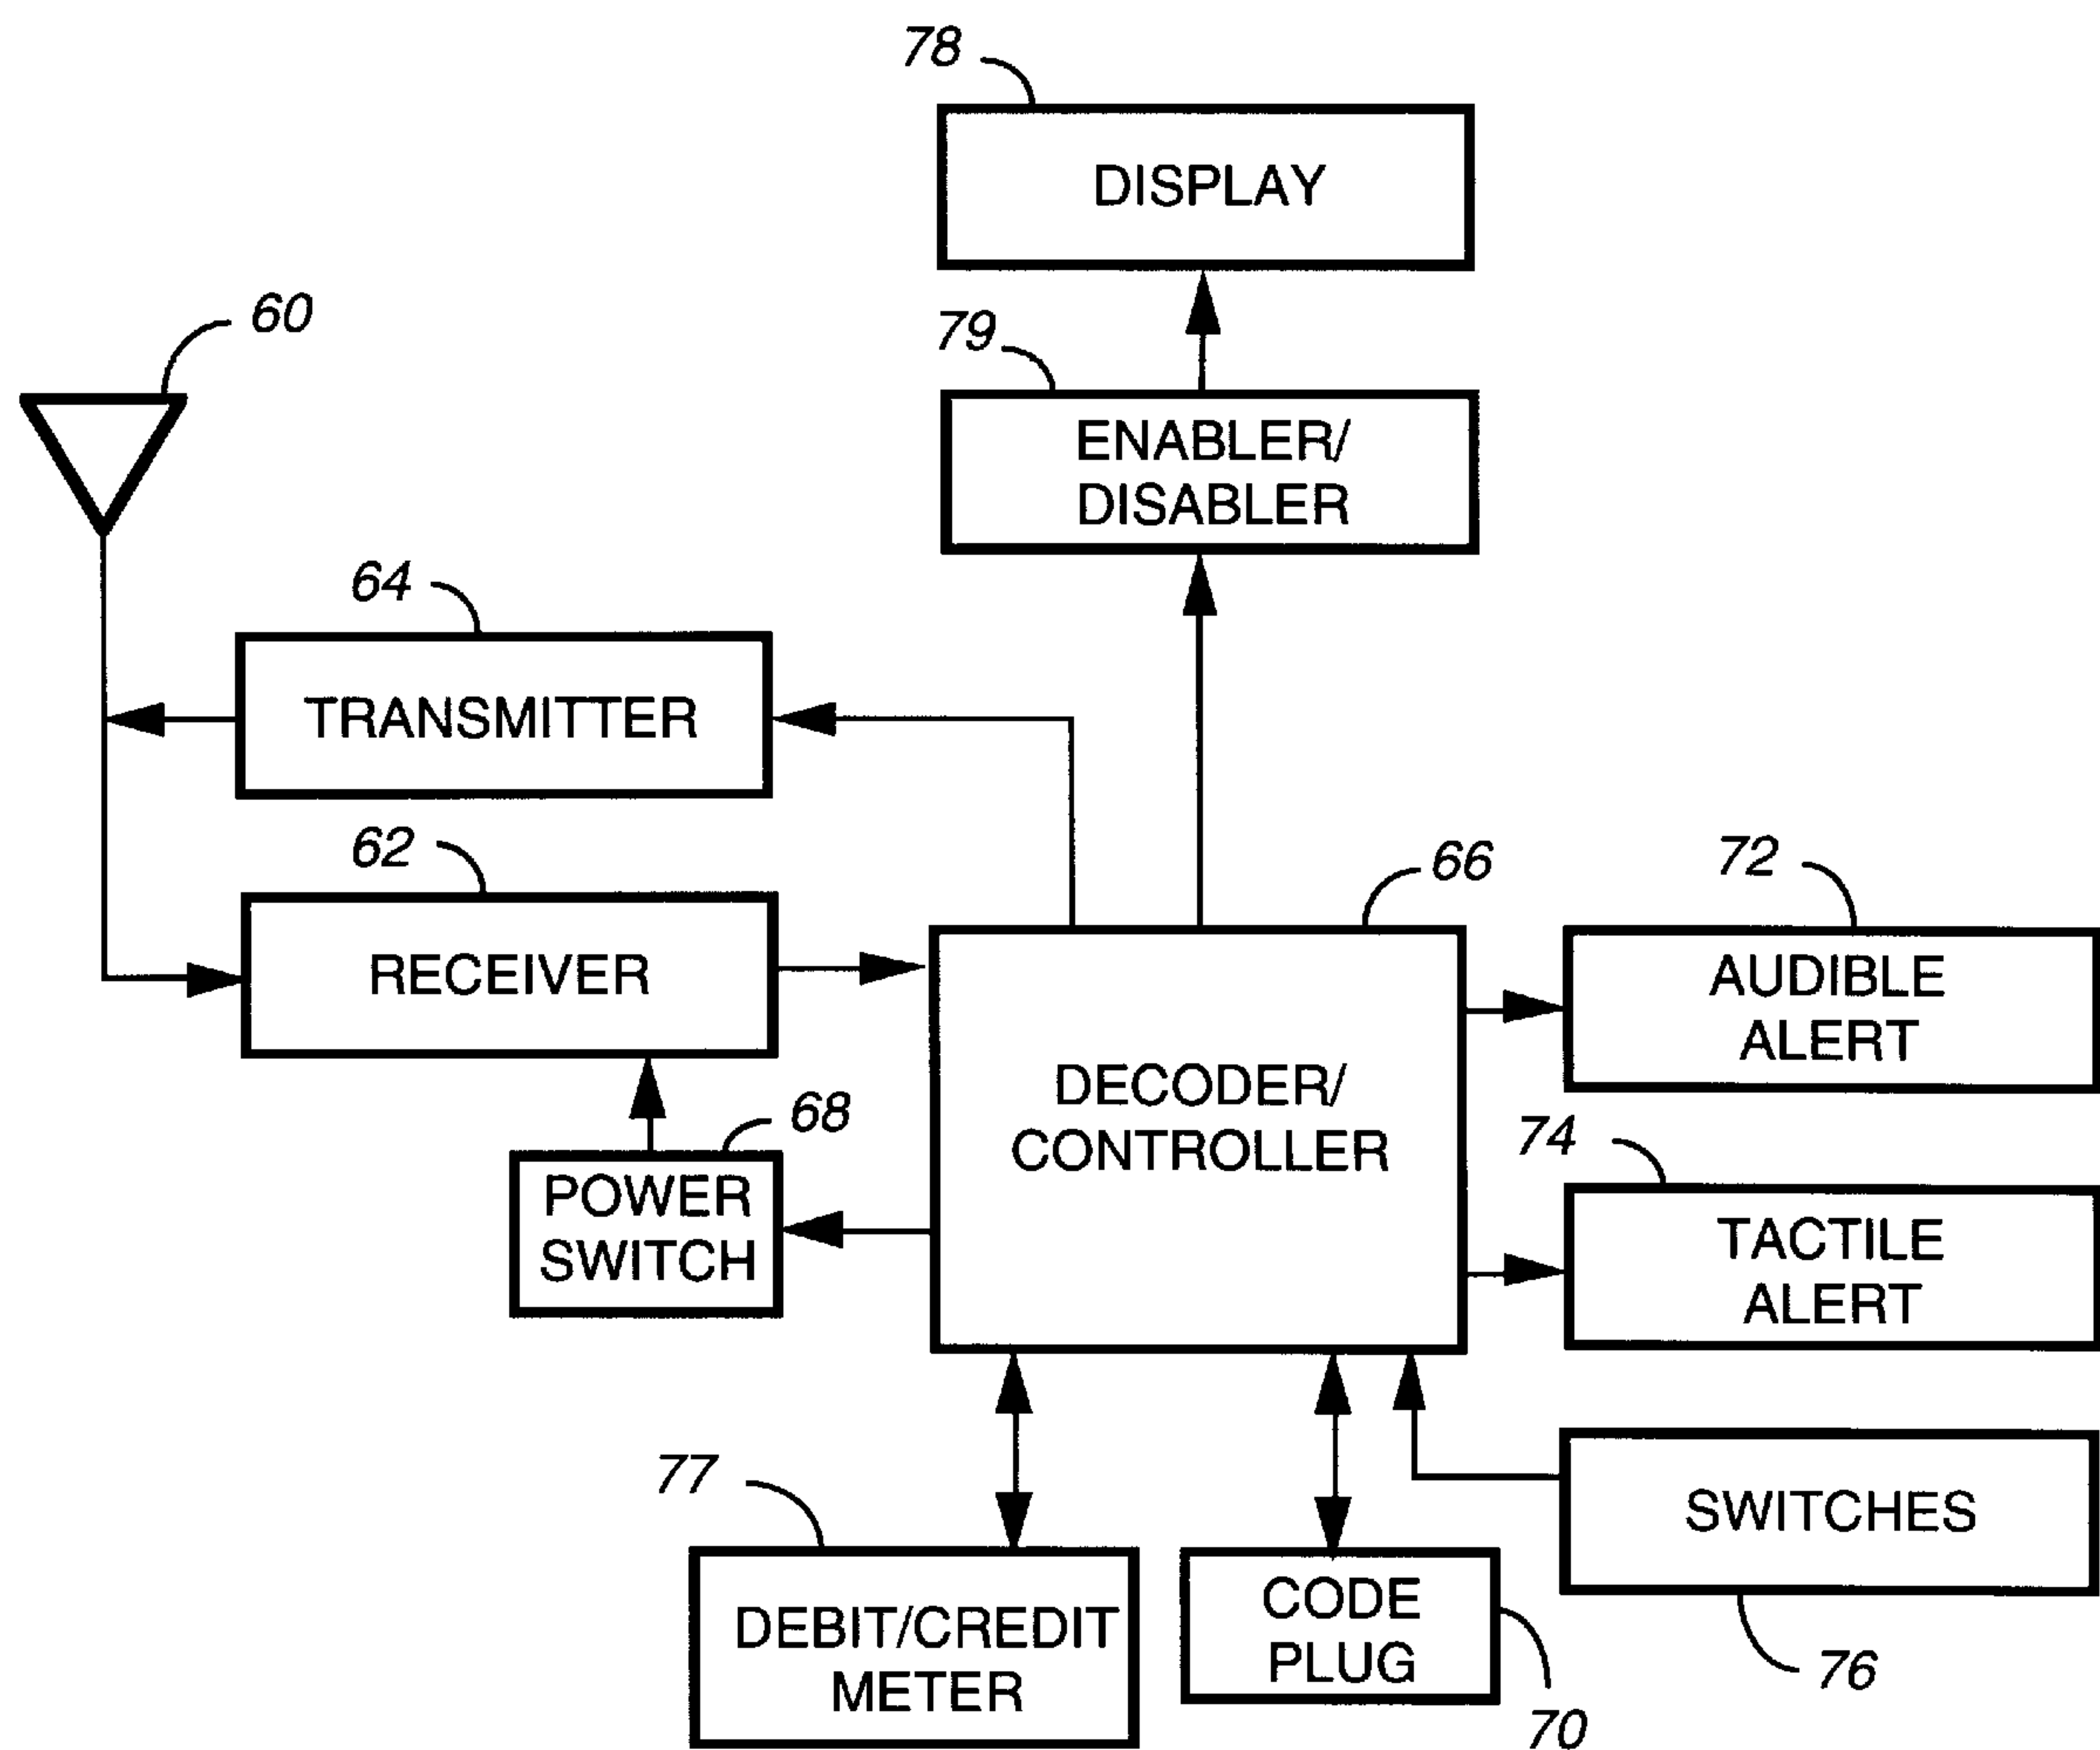 78
DISPLAY
60
79
ENABLER/
DISABLER
64
TRANSMITTER
62
RECEIVER
66
72
AUDIBLE
ALERT
DECODER/
CONTROLLER
68
POWER
SWITCH
74
TACTILE
ALERT
77
DEBIT/CREDIT
METER
CODE
PLUG
70
SWITCHES
76